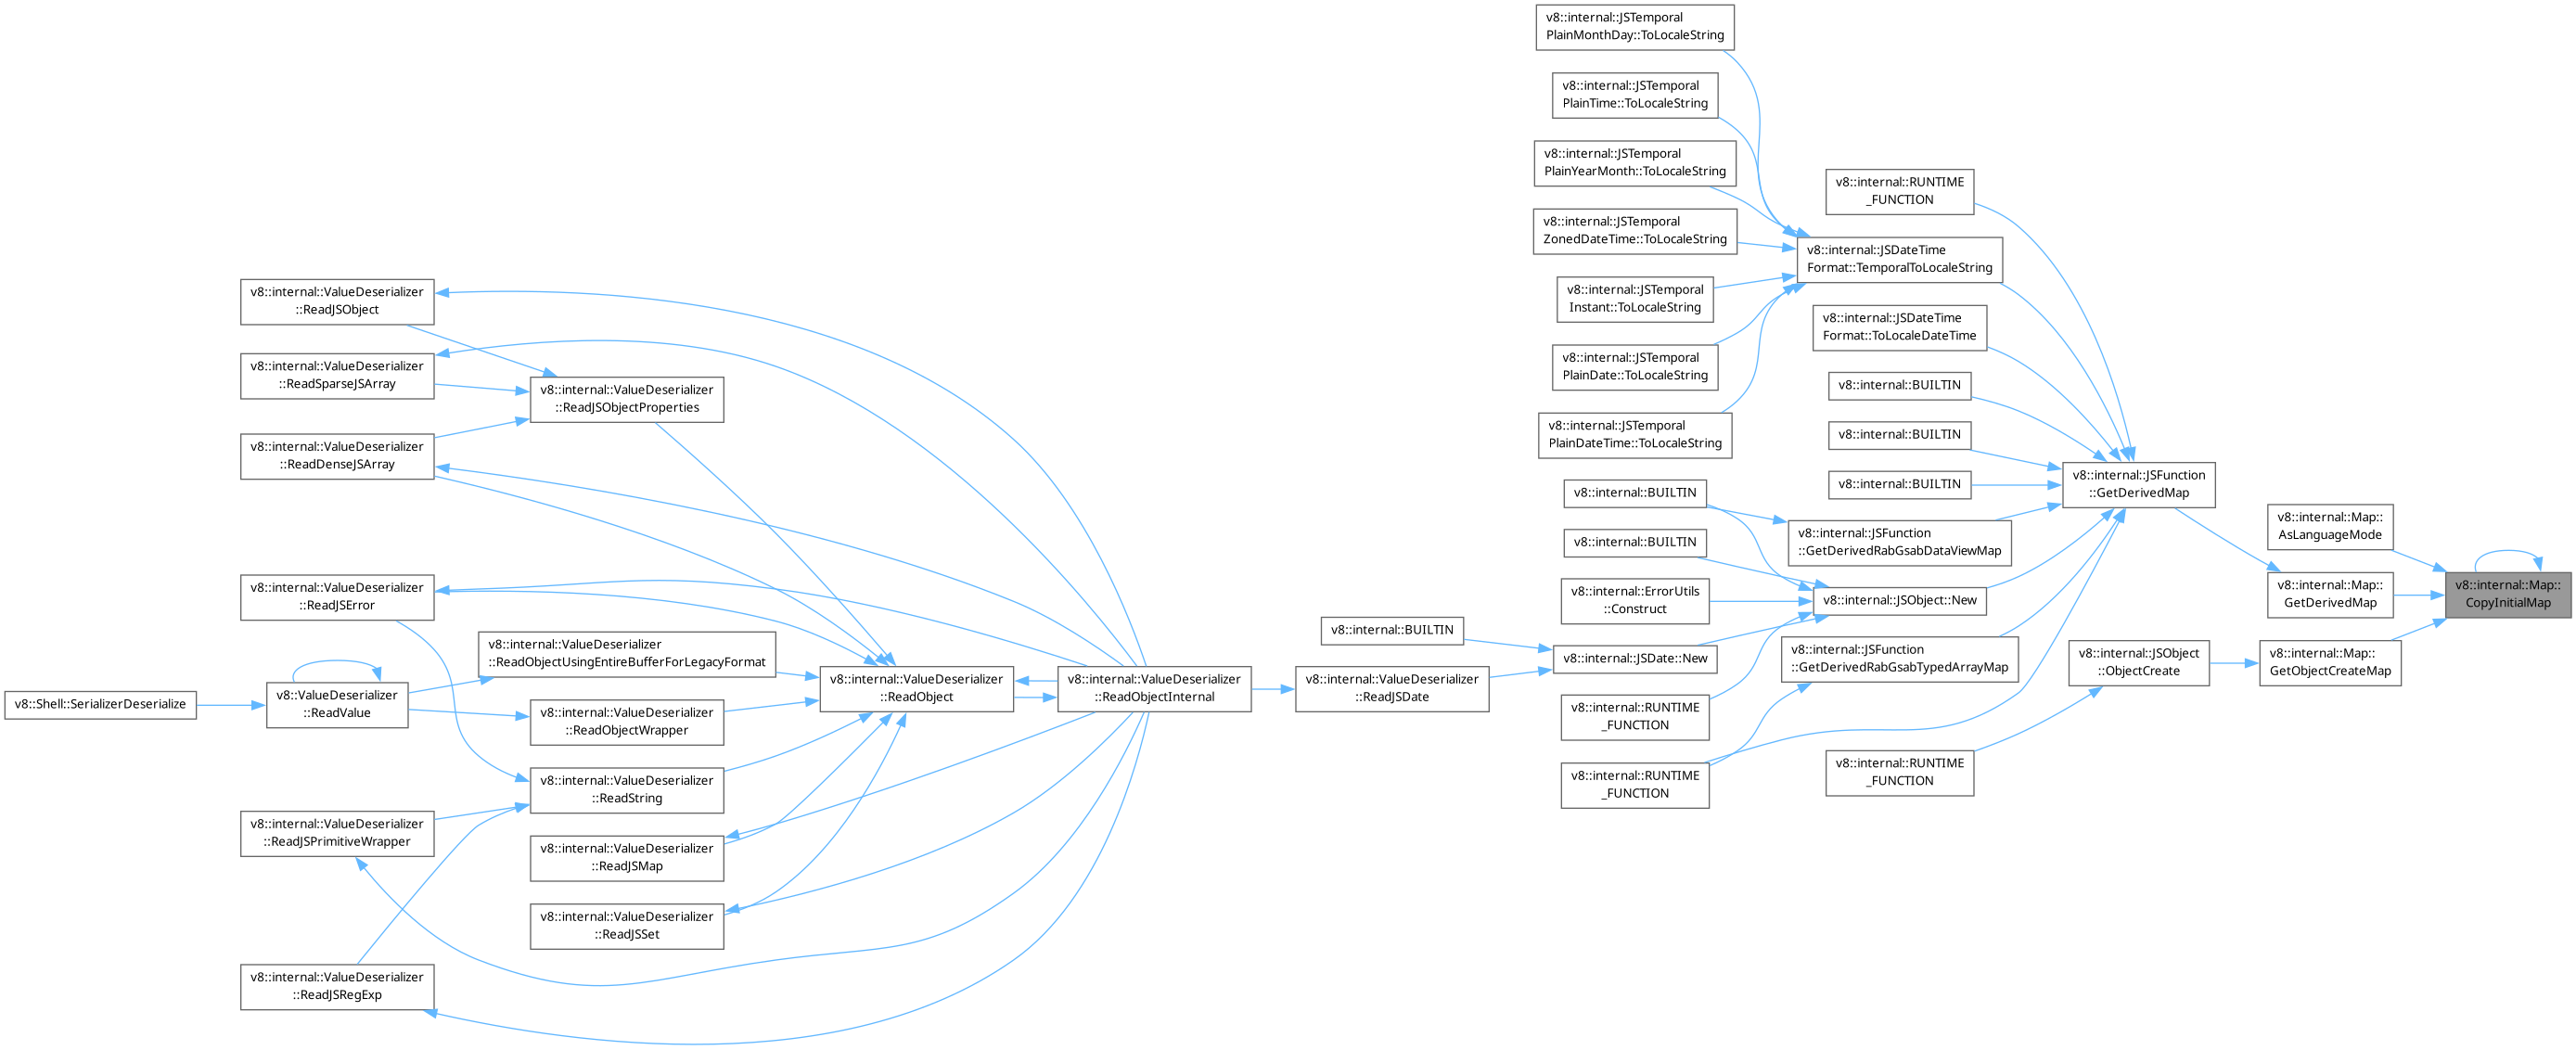 v8::Shell::SerializerDeserialize
v8::internal::ValueDeserializer
::ReadJSObject
v8::internal::ValueDeserializer
::ReadSparseJSArray
v8::internal::ValueDeserializer
::ReadDenseJSArray
v8::internal::ValueDeserializer
::ReadJSError
v8::ValueDeserializer
::ReadValue
v8::internal::ValueDeserializer
::ReadJSPrimitiveWrapper
v8::internal::ValueDeserializer
::ReadJSRegExp
v8::internal::ValueDeserializer
::ReadJSObjectProperties
v8::internal::ValueDeserializer
::ReadObjectUsingEntireBufferForLegacyFormat
v8::internal::ValueDeserializer
::ReadObjectWrapper
v8::internal::ValueDeserializer
::ReadString
v8::internal::ValueDeserializer
::ReadJSMap
v8::internal::ValueDeserializer
::ReadJSSet
v8::internal::ValueDeserializer
::ReadObject
v8::internal::ValueDeserializer
::ReadObjectInternal
v8::internal::BUILTIN
v8::internal::ValueDeserializer
::ReadJSDate
v8::internal::JSTemporal
PlainMonthDay::ToLocaleString
v8::internal::JSTemporal
PlainTime::ToLocaleString
v8::internal::JSTemporal
PlainYearMonth::ToLocaleString
v8::internal::JSTemporal
ZonedDateTime::ToLocaleString
v8::internal::JSTemporal
Instant::ToLocaleString
v8::internal::JSTemporal
PlainDate::ToLocaleString
v8::internal::JSTemporal
PlainDateTime::ToLocaleString
v8::internal::BUILTIN
v8::internal::BUILTIN
v8::internal::ErrorUtils
::Construct
v8::internal::JSDate::New
v8::internal::RUNTIME
_FUNCTION
v8::internal::RUNTIME
_FUNCTION
v8::internal::RUNTIME
_FUNCTION
v8::internal::JSDateTime
Format::TemporalToLocaleString
v8::internal::JSDateTime
Format::ToLocaleDateTime
v8::internal::BUILTIN
v8::internal::BUILTIN
v8::internal::BUILTIN
v8::internal::JSFunction
::GetDerivedRabGsabDataViewMap
v8::internal::JSObject::New
v8::internal::JSFunction
::GetDerivedRabGsabTypedArrayMap
v8::internal::RUNTIME
_FUNCTION
v8::internal::JSFunction
::GetDerivedMap
v8::internal::JSObject
::ObjectCreate
v8::internal::Map::
AsLanguageMode
v8::internal::Map::
GetDerivedMap
v8::internal::Map::
GetObjectCreateMap
v8::internal::Map::
CopyInitialMap